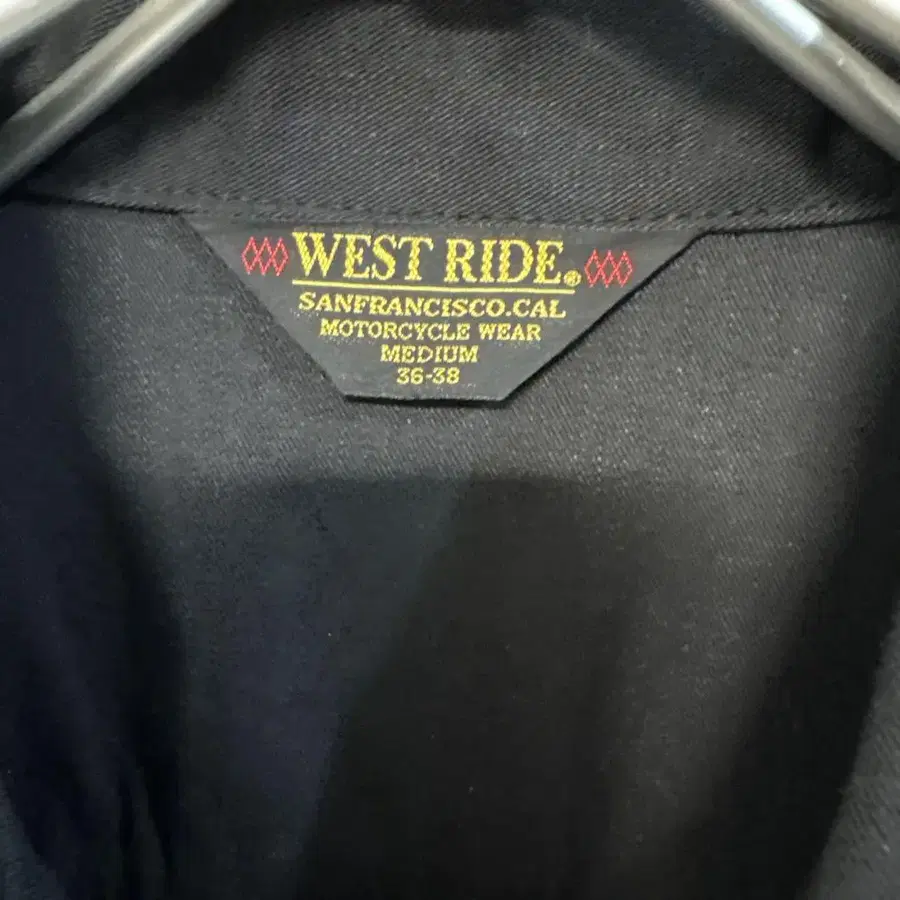 WEST RIDE®
SANFRANCISCO.CAL
MOTORCYCLE WEAR
MEDIUM
36-38